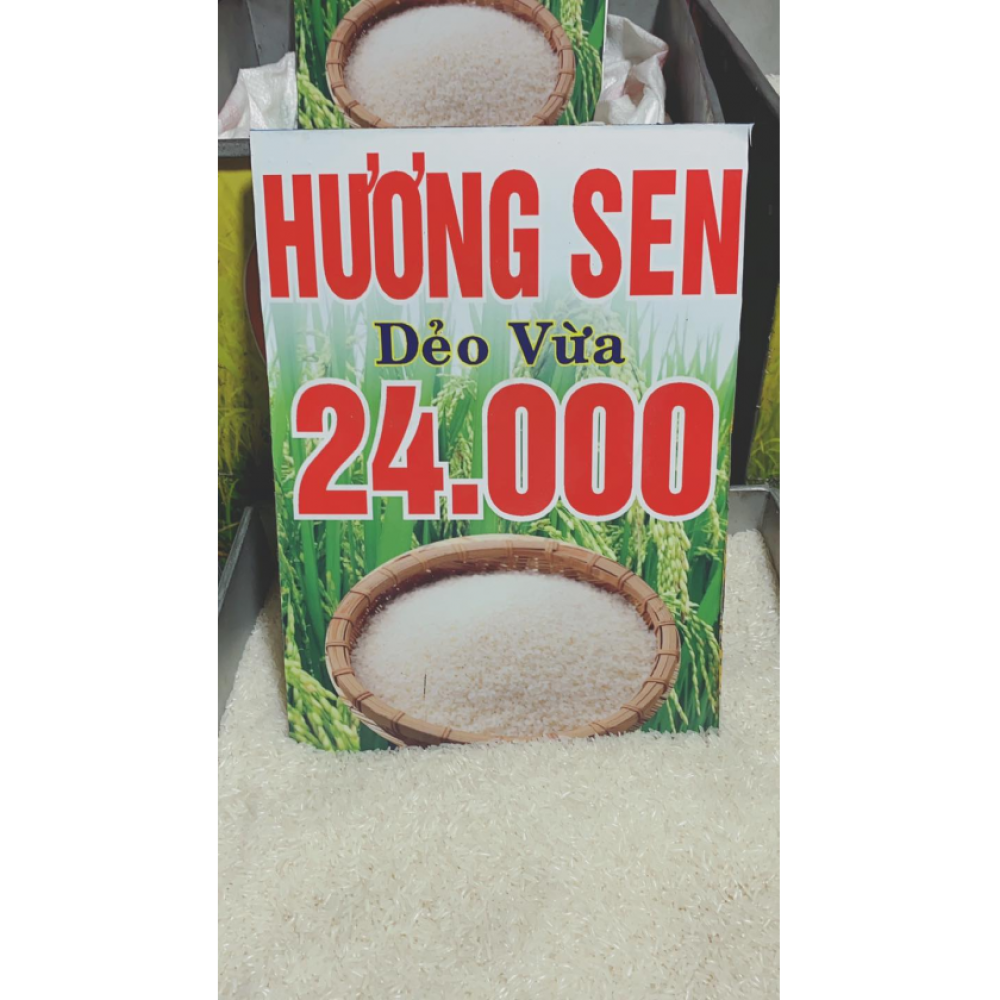 HƯƠNG SEN
Dẻo Vừa
24.000